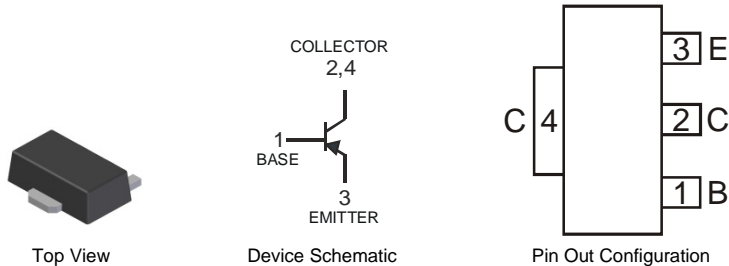 COLLECTOR
2,4
1
BASE
3
EMITTER
3 E
C 4
2 C
1 B
Top View
Device Schematic
Pin Out Configuration